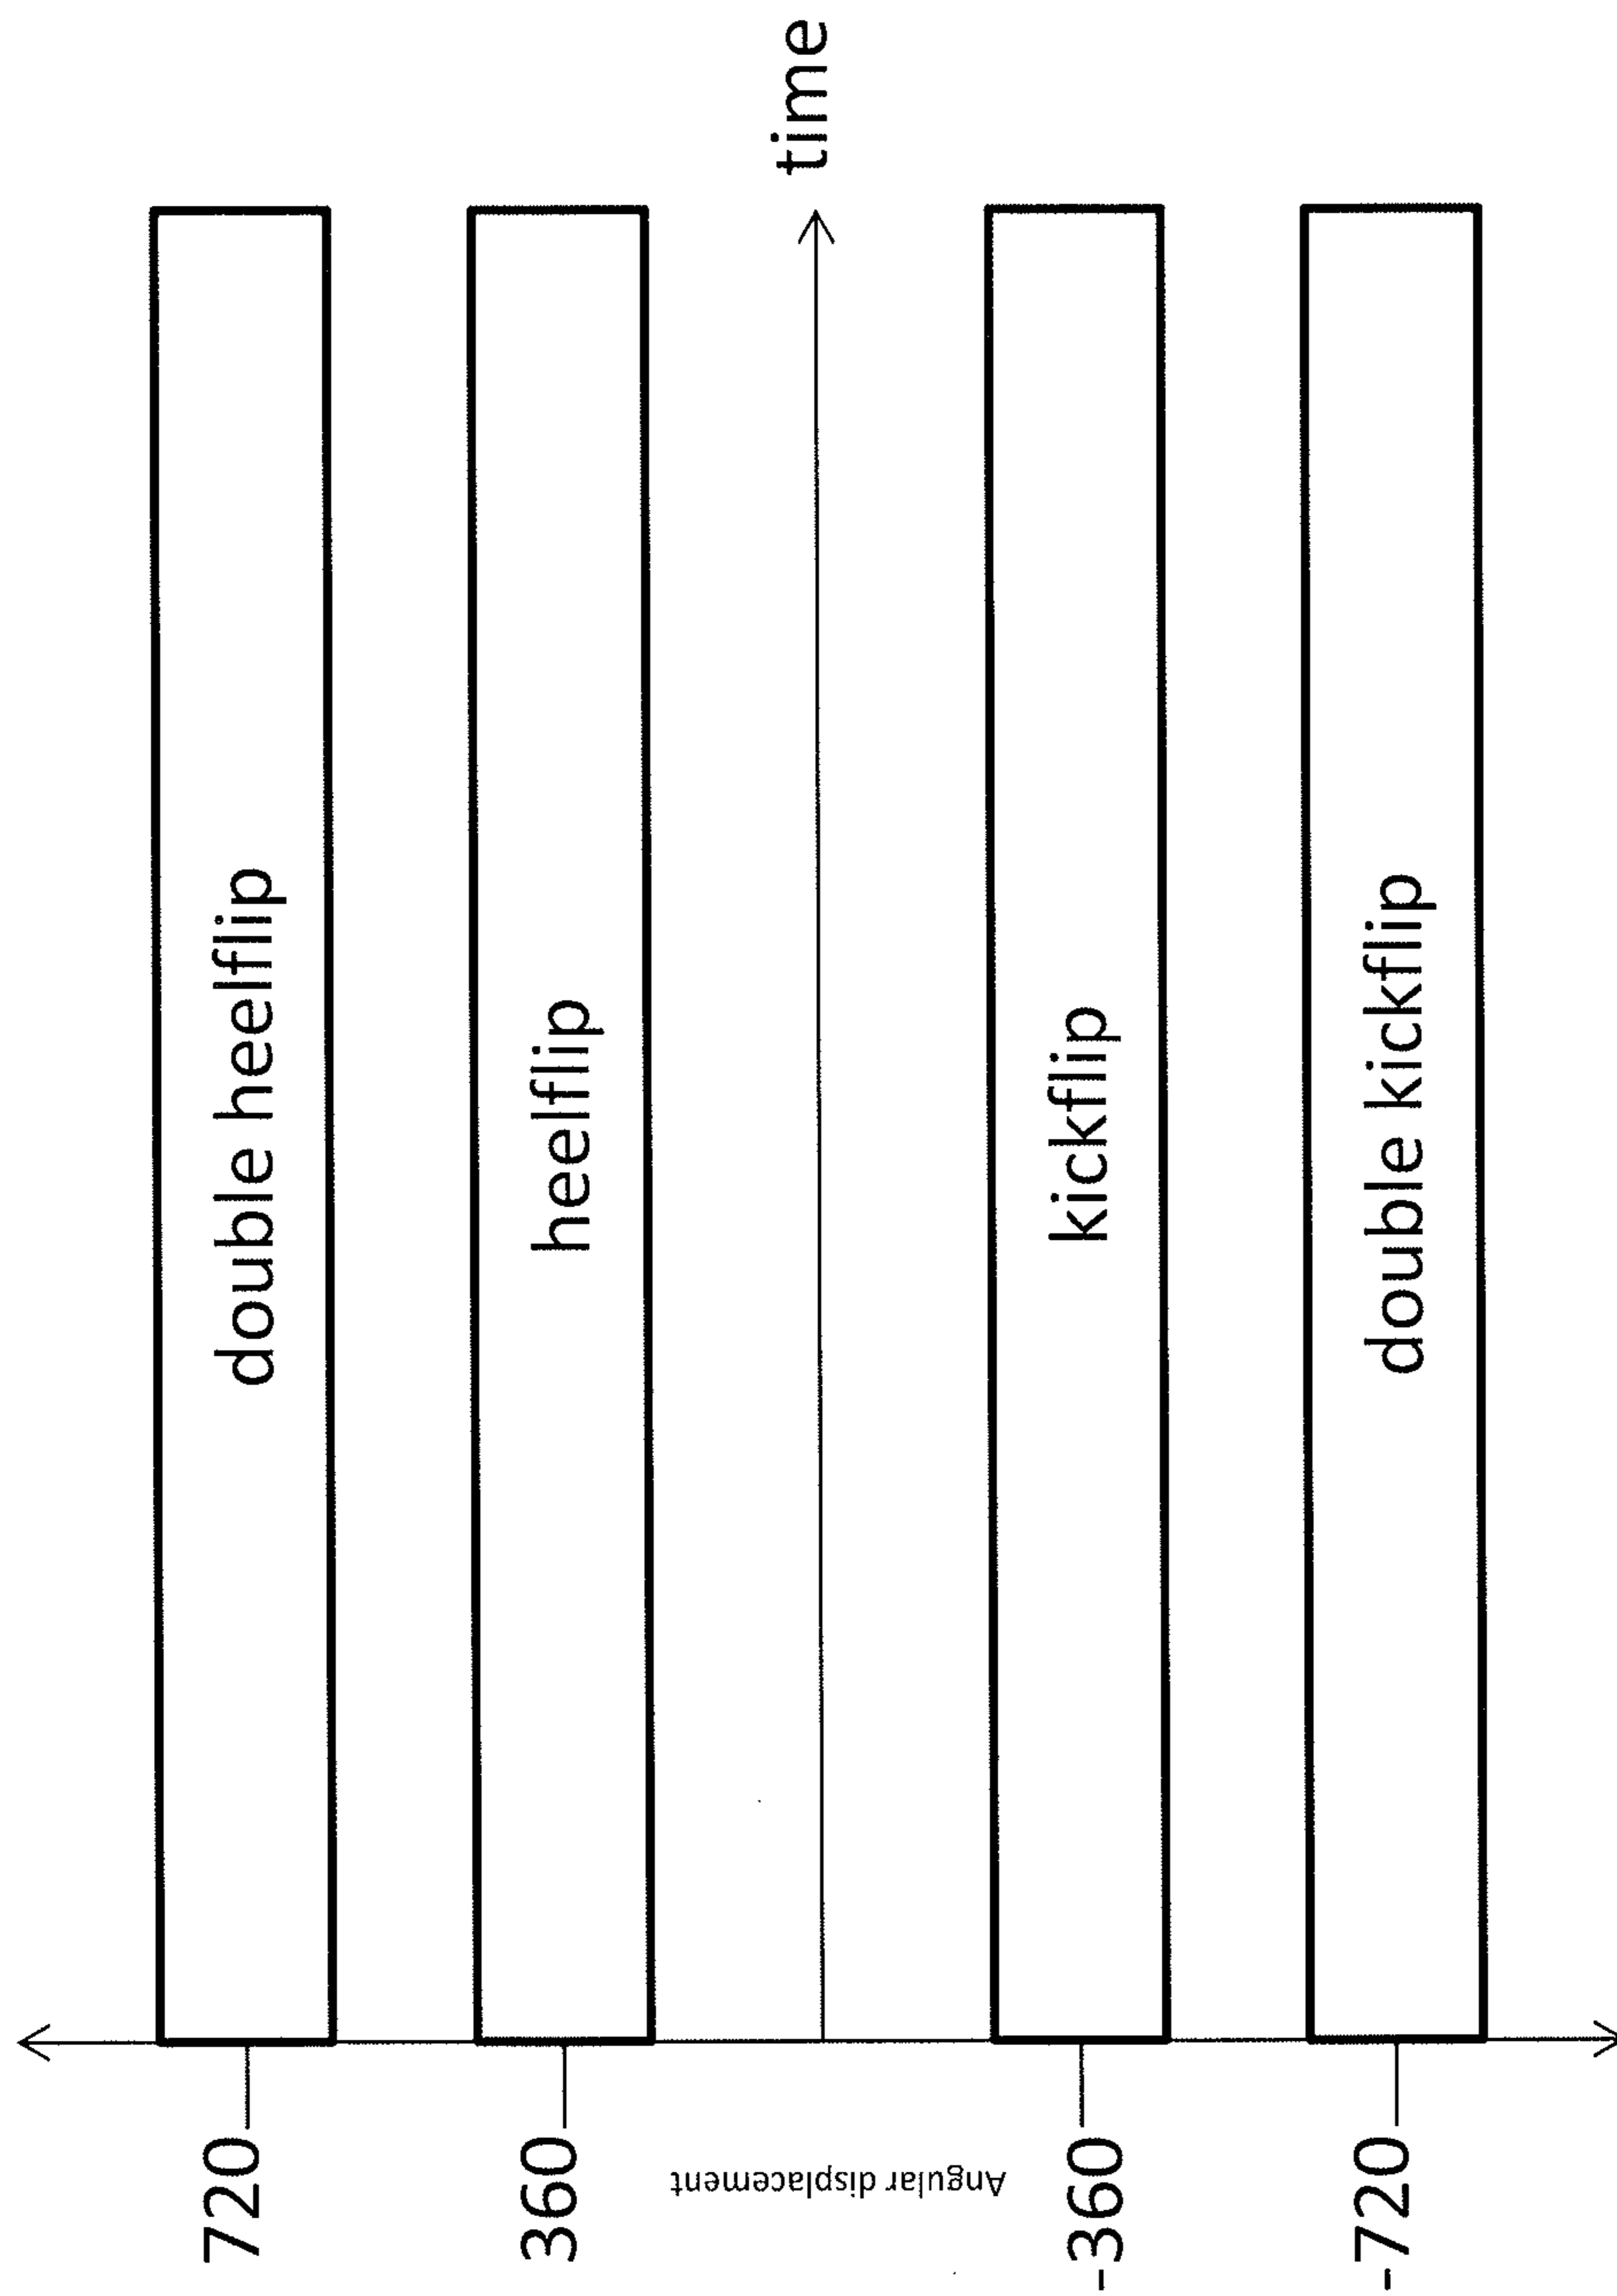 720
double heelflip
360
heelflip
Angular displacement
time
-360
kickflip
-720
double kickflip